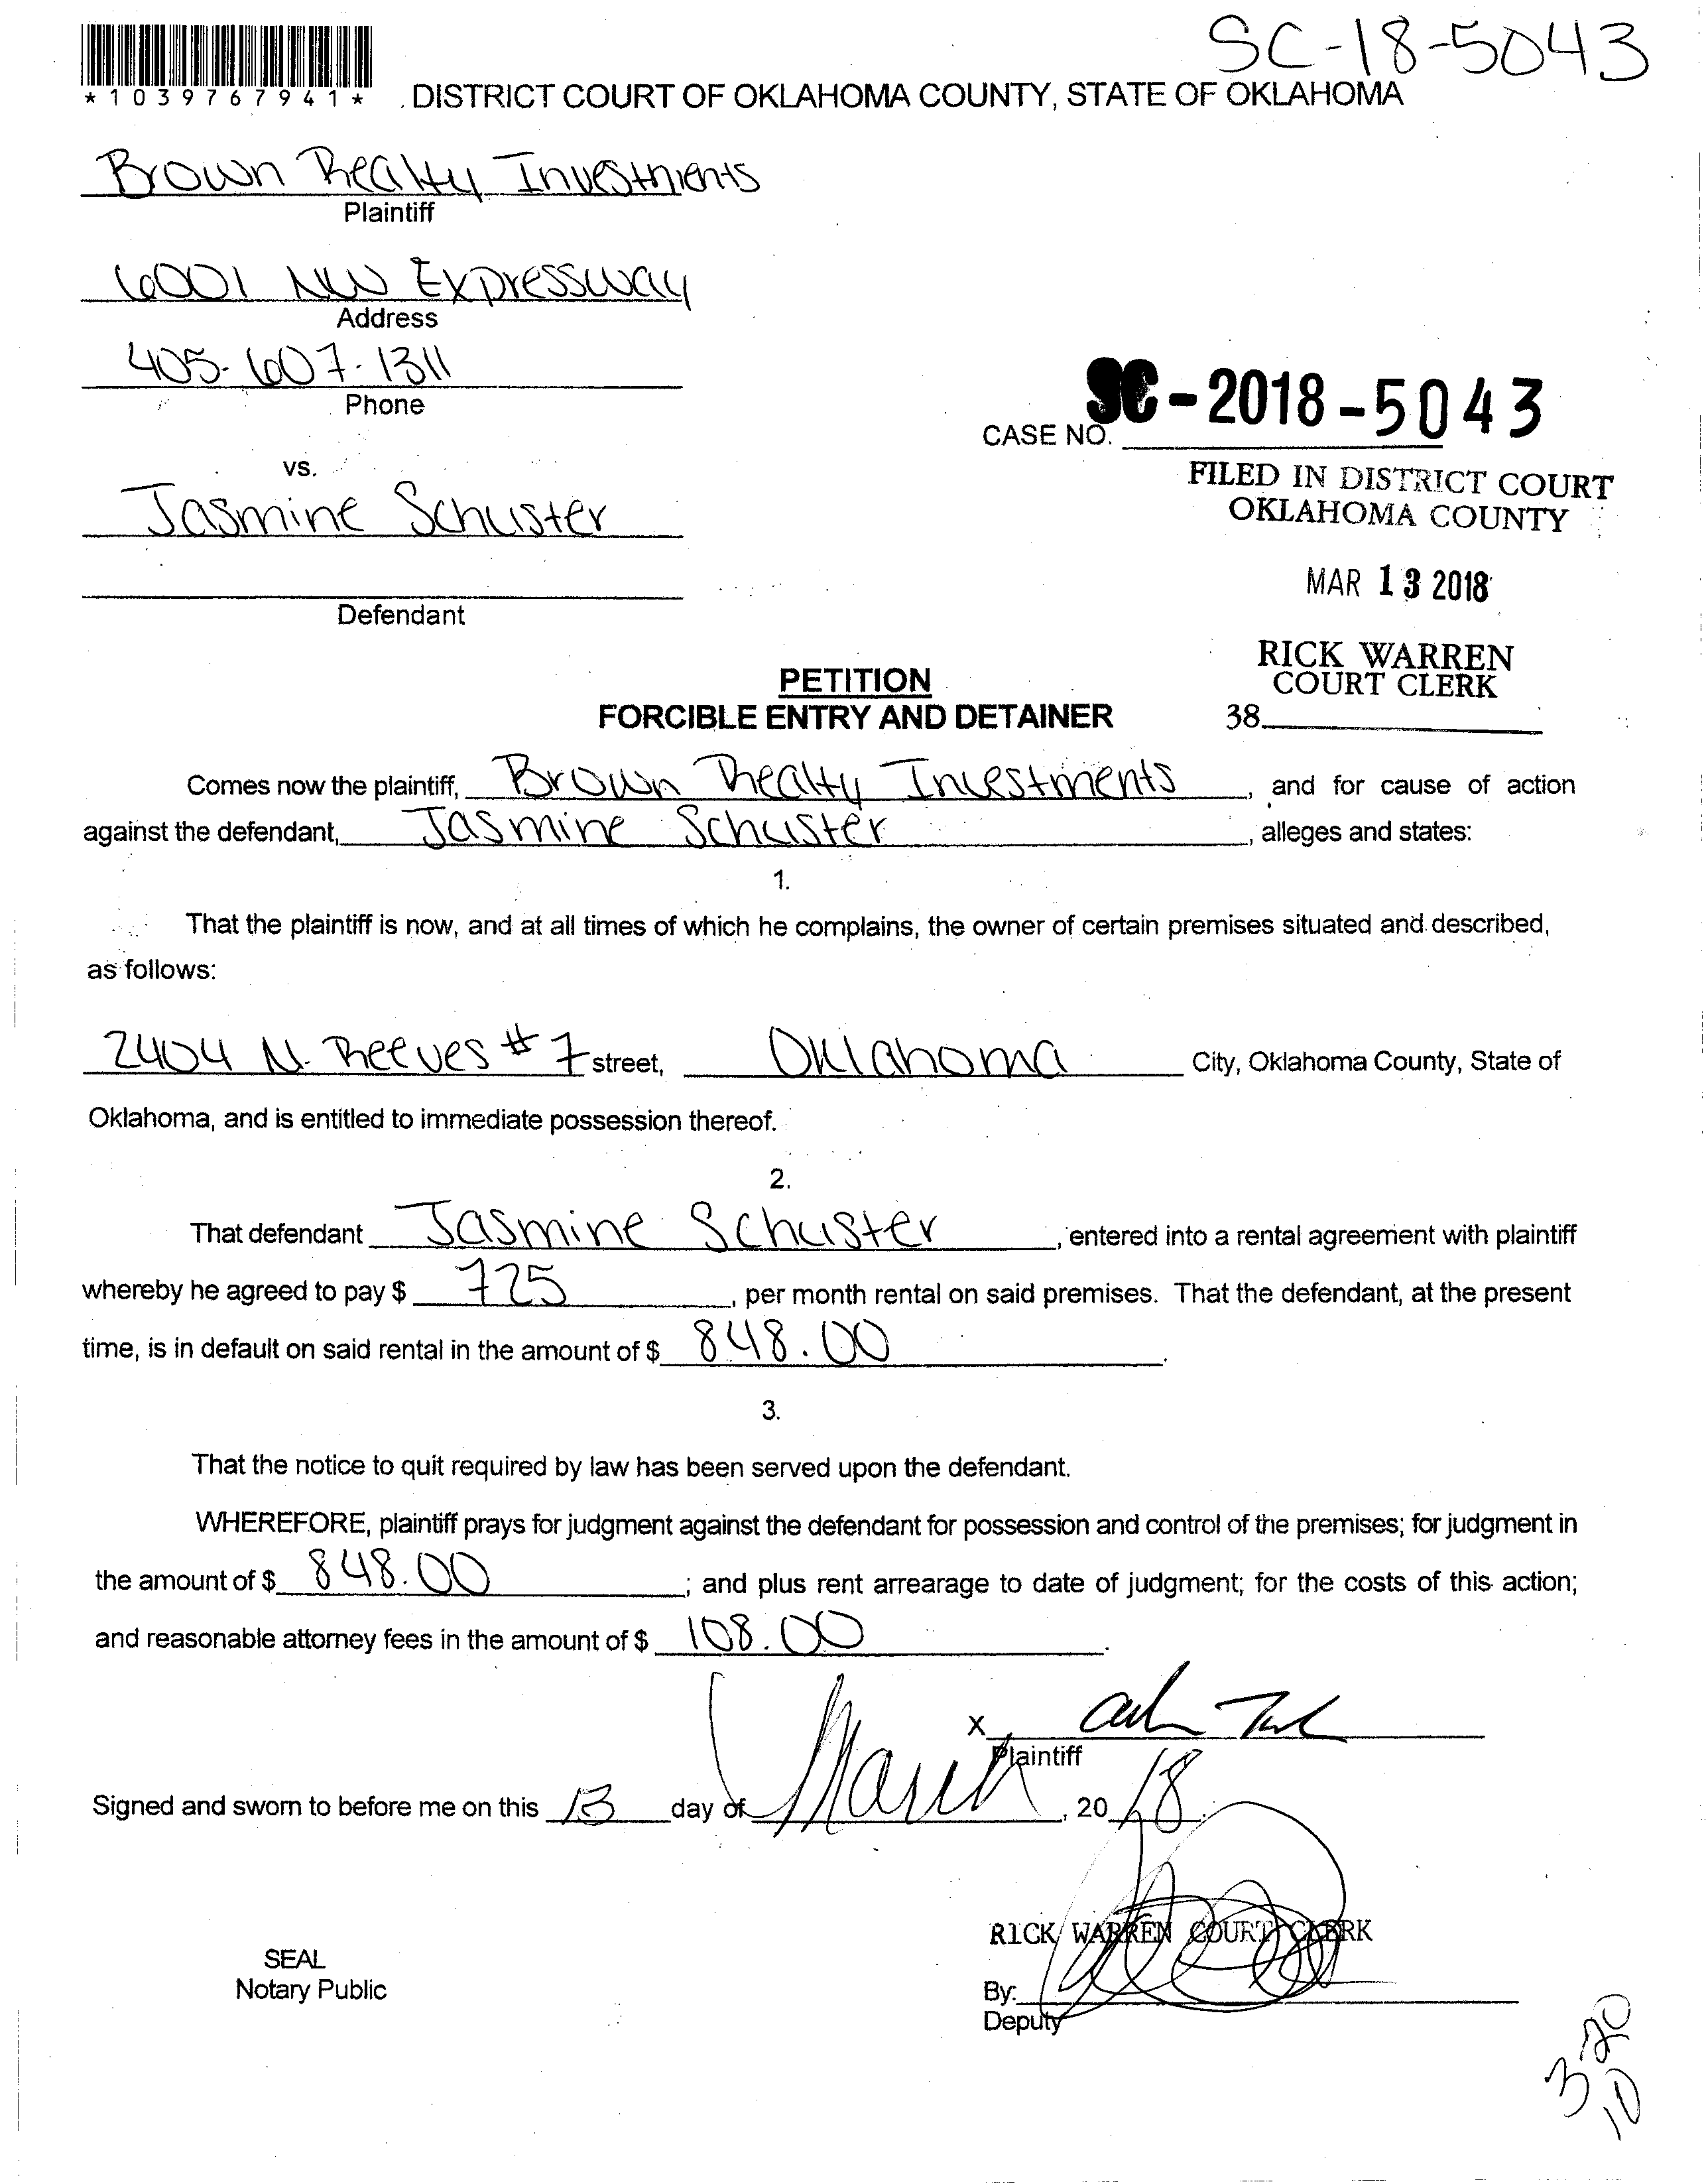 SC-18-5043
*1039767941*
DISTRICT COURT OF OKLAHOMA COUNTY, STATE OF OKLAHOMA
Brown Realty Investments
Plaintiff
6001 NW Expressway
Address
405-607-1311
Phone
SC-2018-5043
CASE NO.
vs.
FILED IN DISTRICT COURT
OKLAHOMA COUNTY
Jasmine Schuster
MAR 13 2018
Defendant
RICK WARREN
COURT CLERK
PETITION
FORCIBLE ENTRY AND DETAINER
38
Comes now the plaintiff, Brown Realty Investments, and for cause of action
against the defendant, Jasmine Schuster, alleges and states:
1.
That the plaintiff is now, and at all times of which he complains, the owner of certain premises situated and described,
as follows:
2404 N. Reeves #7 street, Oklahoma City, Oklahoma County, State of
Oklahoma, and is entitled to immediate possession thereof.
2.
That defendant Jasmine Schuster, entered into a rental agreement with plaintiff
whereby he agreed to pay $ 725, per month rental on said premises. That the defendant, at the present
time, is in default on said rental in the amount of $ 848.00.
3.
That the notice to quit required by law has been served upon the defendant.
WHEREFORE, plaintiff prays for judgment against the defendant for possession and control of the premises; for judgment in
the amount of $ 848.00; and plus rent arrearage to date of judgment; for the costs of this action;
and reasonable attorney fees in the amount of $ 108.00.
X
Plaintiff
Signed and sworn to before me on this 13 day of March, 20 18.
RICK WARREN COURT CLERK
SEAL
Notary Public
By:
Deputy
3-20
10